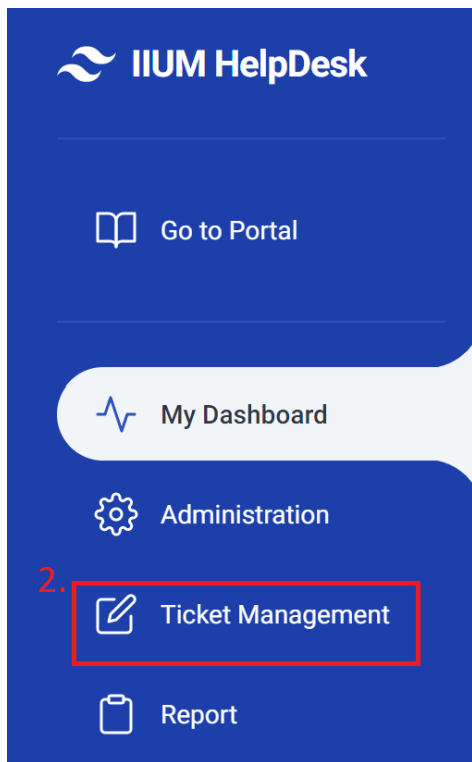 IIUM HelpDesk
Go to Portal
My Dashboard
Administration
2.
Ticket Management
Report